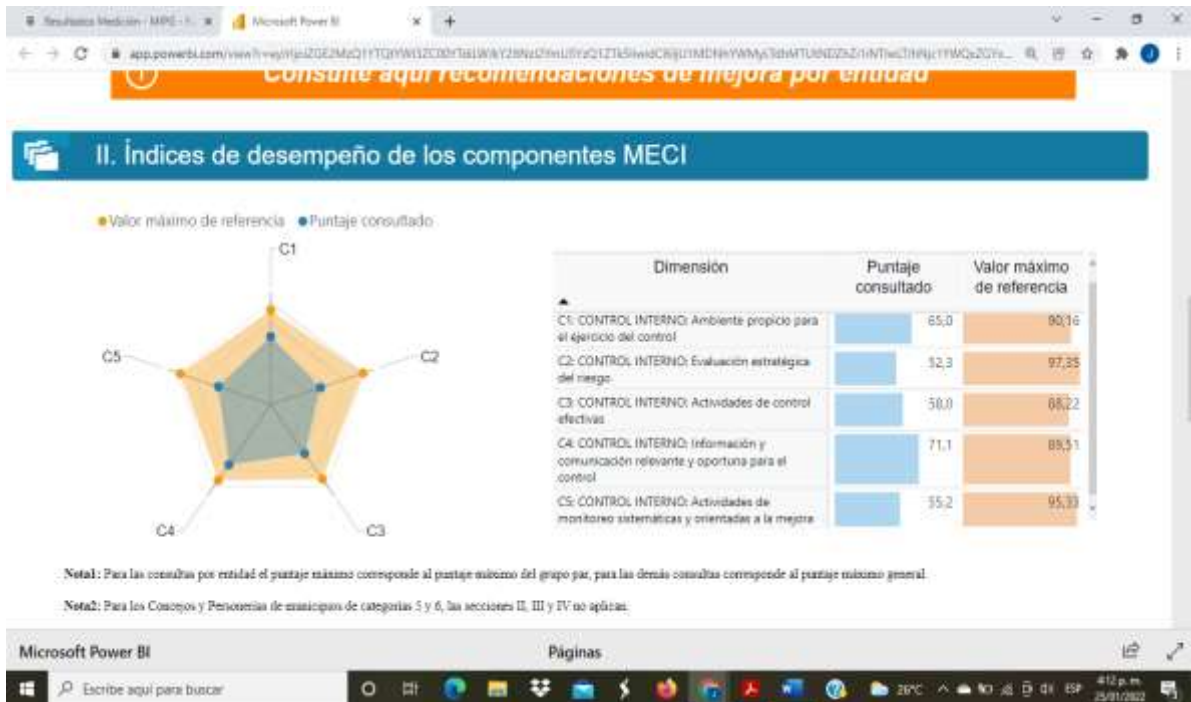 Resultados Medición - MIPG -
Microsoft Power BI
Consulte aquí recomendaciones de mejora por entidad
II. Índices de desempeño de los componentes MECI
Valor máximo de referencia Puntaje consultado
C1
C2
C3
C4
C5
Dimensión Puntaje consultado Valor máximo de referencia
C1: CONTROL INTERNO: Ambiente propicio para 65,0 90,16
el ejercicio del control
C2: CONTROL INTERNO: Evaluación estratégica 52,3 97,35
del riesgo
C3: CONTROL INTERNO: Actividades de control 58,0 88,22
efectivas
C4: CONTROL INTERNO: Información y 71,1 89,51
comunicación relevante y oportuna para el
control
C5: CONTROL INTERNO: Actividades de 55,2 95,33
monitoreo sistemáticas y orientadas a la mejora
Nota1: Para las consultas por entidad el puntaje máximo corresponde al puntaje máximo del grupo par, para las demás consultas corresponde al puntaje máximo general.
Nota2: Para los Concejos y Personerías de municipios de categorías 5 y 6, las secciones II, III y IV no aplican.
Microsoft Power BI Páginas
Escribe aquí para buscar 26°C ESP 4:12 p. m.
25/01/2022